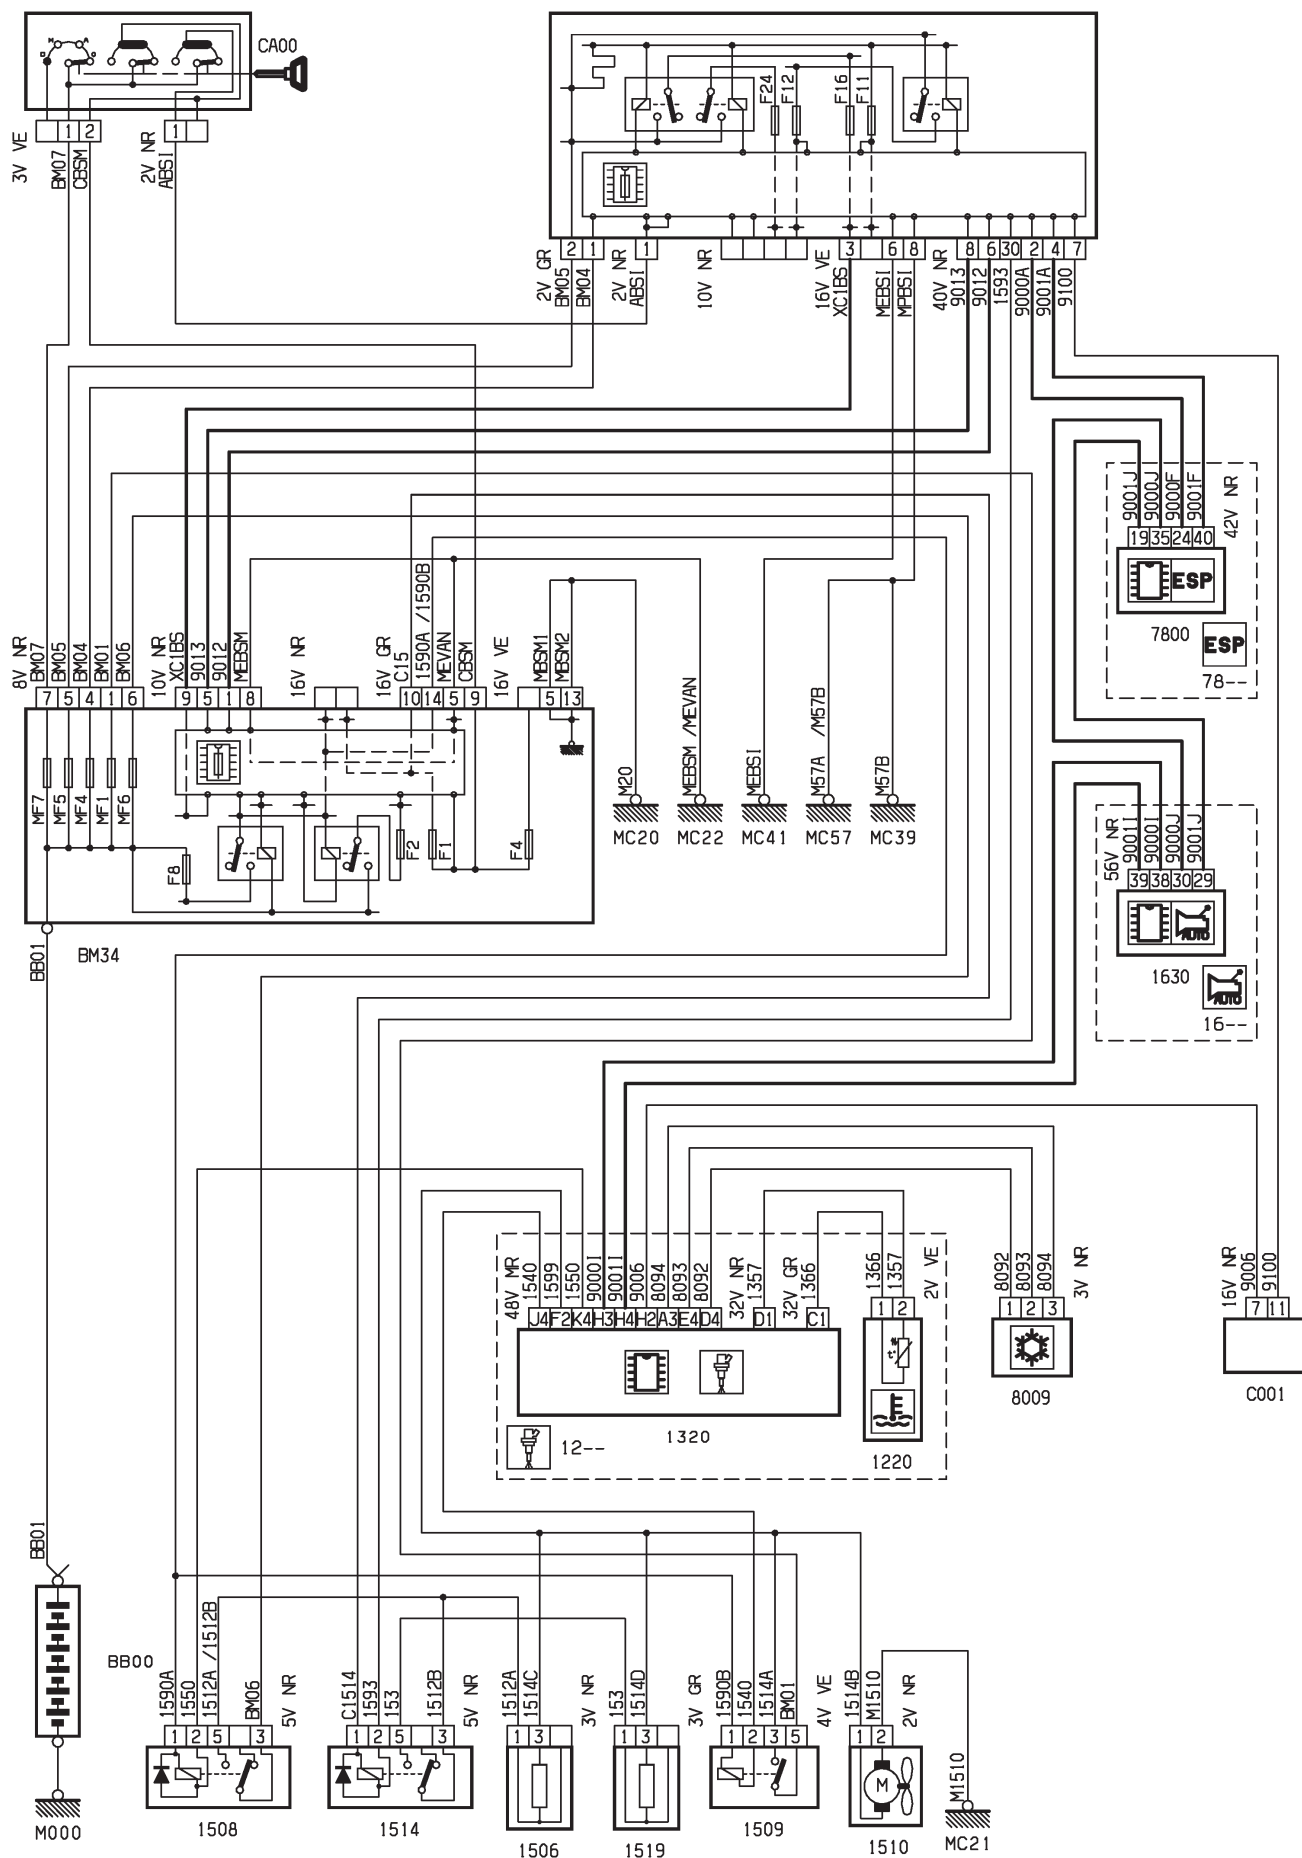 CA00
3V VE
1
2
BM07
CBSM
1
2V NR
ABSI
F24
F12
F16
F11
2
1
1
3
6
8
8
6
30
2
4
7
2V GR
BM05
BM04
2V NR
ABSI
10V NR
16V VE
XC1BS
MEBSI
MPBSI
40V NR
9013
9012
1593
9000A
9001A
9100
9001J
9000J
9000F
9001F
42V NR
19
35
24
40
ESP
7800
ESP
78--
8V NR
BM07
BM05
BM04
BM01
BM06
10V NR
XC1BS
9013
9012
MEBSM
16V NR
16V GR
C15
1590A /1590B
MEVAN
CBSM
16V VE
MBSM1
MBSM2
7
5
4
1
6
9
5
1
8
10
14
5
9
5
13
MF7
MF5
MF4
MF1
MF6
F8
F2
F1
F4
M20
MEBSM /MEVAN
MEBSI
M57A /M57B
M57B
MC20
MC22
MC41
MC57
MC39
56V NR
9001I
9000I
9000J
9001J
39
38
30
29
AUTO
1630
AUTO
16--
BB01
BM34
48V MR
1540
1599
1550
9000I
9001I
9006
8094
8093
8092
32V NR
1357
32V GR
1366
J4
F2
K4
H3
H4
H2
A3
E4
D4
D1
C1
1366
1357
2V VE
1
2
t°
8092
8093
8094
3V NR
1
2
3
16V NR
9006
9100
7
11
8009
C001
1320
12--
1220
BB01
BB00
1590A
1550
1512A /1512B
BM06
5V NR
C1514
1593
153
1512B
5V NR
1512A
1514C
3V NR
153
1514D
3V GR
1590B
1540
1514A
BM01
4V VE
1514B
M1510
2V NR
M1510
1
2
5
3
1
2
5
3
1
3
1
3
1
2
3
5
1
2
M
M000
1508
1514
1506
1519
1509
1510
MC21